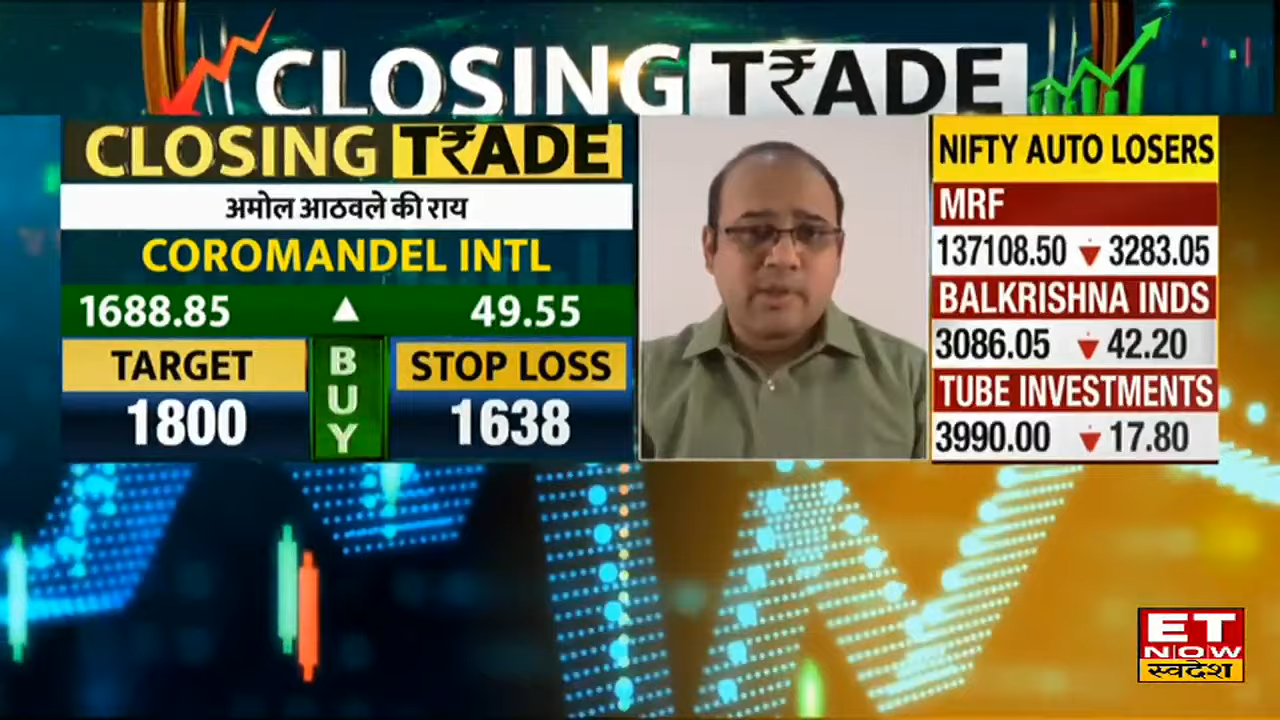 CLOSING T₹ADE
CLOSING T₹ADE
अमोल आठवले की राय
COROMANDEL INTL
1688.85 ▲ 49.55
TARGET
1800
BUY
STOP LOSS
1638
NIFTY AUTO LOSERS
MRF
137108.50 ▼ 3283.05
BALKRISHNA INDS
3086.05 ▼ 42.20
TUBE INVESTMENTS
3990.00 ▼ 17.80
ET
NOW
स्वदेश